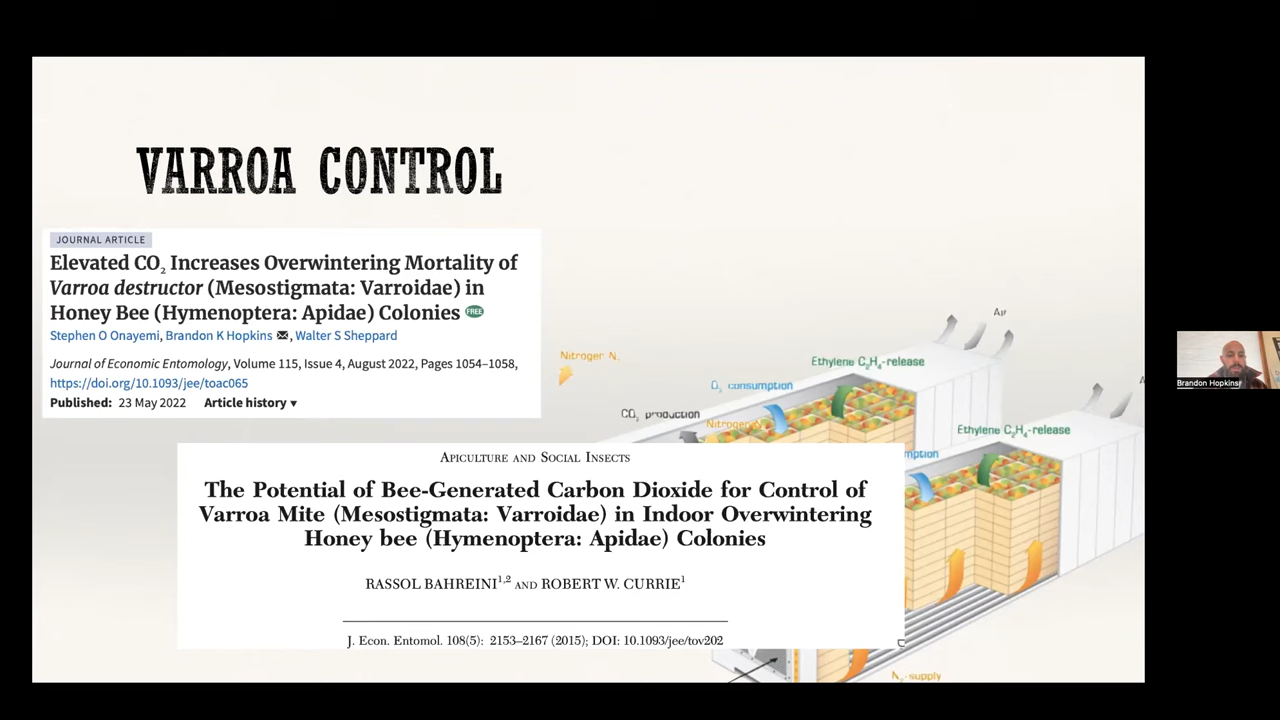 VARROA CONTROL
JOURNAL ARTICLE
Elevated CO₂ Increases Overwintering Mortality of
Varroa destructor (Mesostigmata: Varroidae) in
Honey Bee (Hymenoptera: Apidae) Colonies FREE
Stephen O Onayemi, Brandon K Hopkins, Walter S Sheppard
Journal of Economic Entomology, Volume 115, Issue 4, August 2022, Pages 1054–1058,
https://doi.org/10.1093/jee/toac065
Published: 23 May 2022 Article history ▾
Air
Nitrogen N₂
Ethylene C₂H₄-release
O₂ consumption
CO₂ production
Ethylene C₂H₄-release
APICULTURE AND SOCIAL INSECTS
The Potential of Bee-Generated Carbon Dioxide for Control of
Varroa Mite (Mesostigmata: Varroidae) in Indoor Overwintering
Honey bee (Hymenoptera: Apidae) Colonies
RASSOL BAHREINI¹,² AND ROBERT W. CURRIE¹
J. Econ. Entomol. 108(5): 2153–2167 (2015); DOI: 10.1093/jee/tov202
N₂-supply
Brandon Hopkins